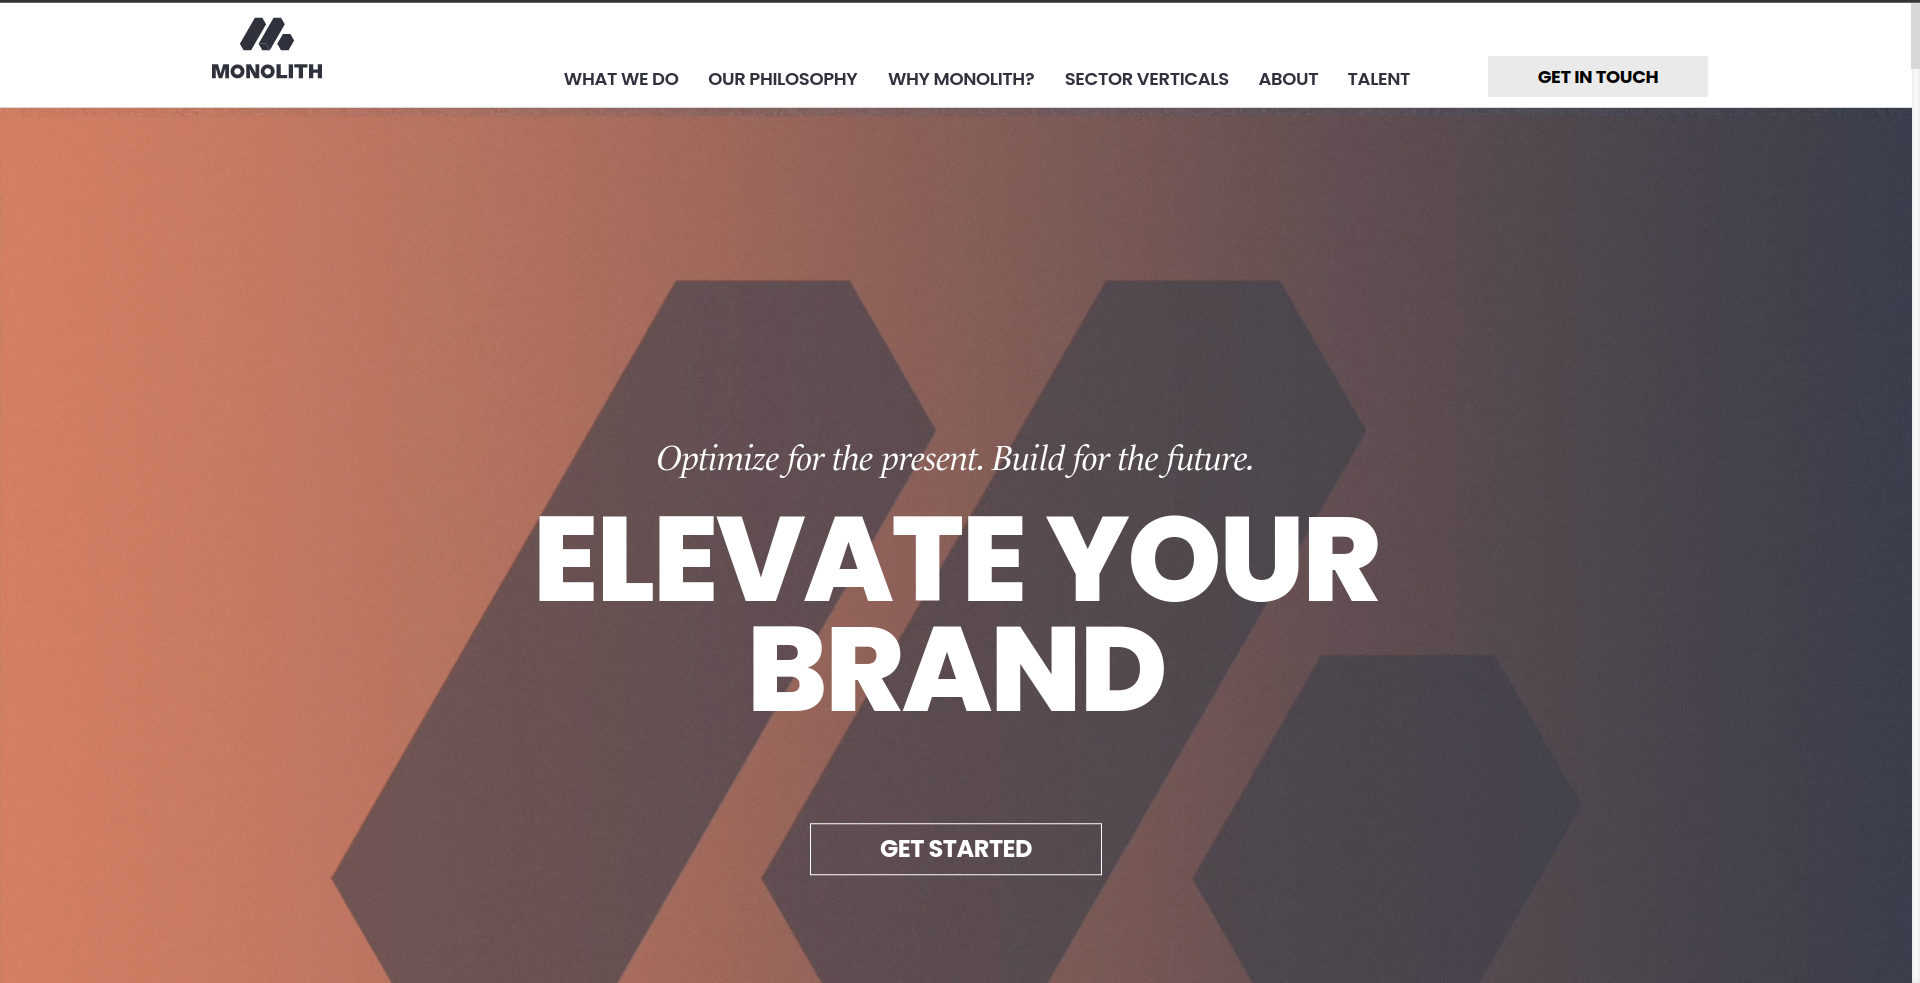 MONOLITH
WHAT WE DO OUR PHILOSOPHY WHY MONOLITH? SECTOR VERTICALS ABOUT TALENT GET IN TOUCH
Optimize for the present. Build for the future.
ELEVATE YOUR
BRAND
GET STARTED